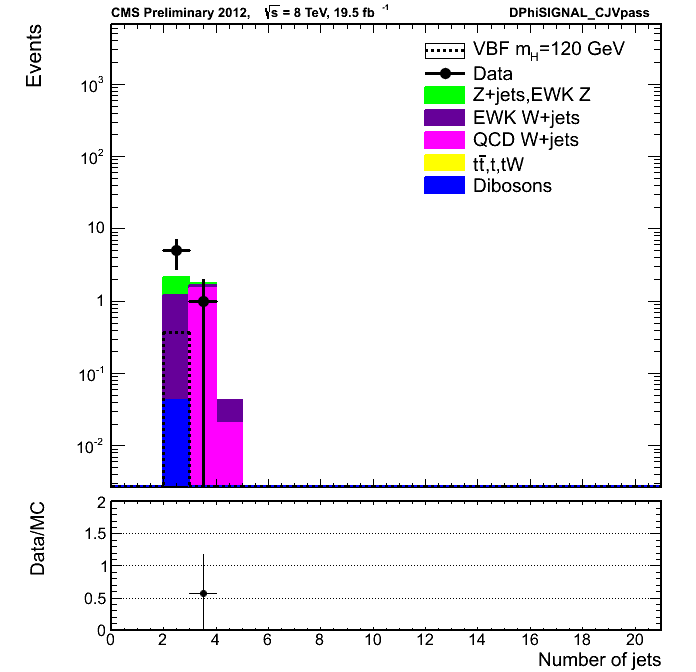 CMS Preliminary 2012, √s = 8 TeV, 19.5 fb⁻¹ DPhiSIGNAL_CJVpass
Events
10³
10²
10
1
10⁻¹
10⁻²
VBF m_H=120 GeV
Data
Z+jets,EWK Z
EWK W+jets
QCD W+jets
tt̄,t,tW
Dibosons
Data/MC
2
1.5
1
0.5
0
0 2 4 6 8 10 12 14 16 18 20
Number of jets